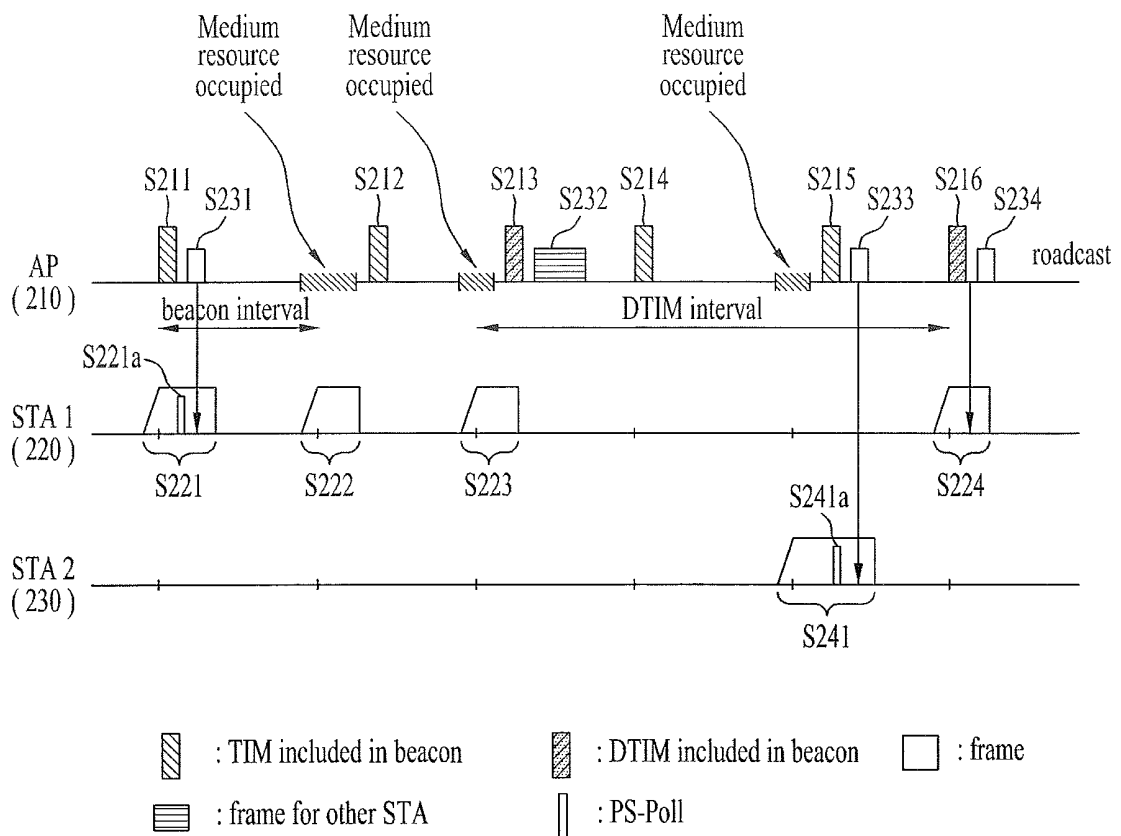 Medium
resource
occupied
Medium
resource
occupied
Medium
resource
occupied
S211
S231
S212
S213
S232
S214
S215
S233
S216
S234
AP
( 210 )
roadcast
beacon interval
DTIM interval
S221a
STA 1
( 220 )
S221
S222
S223
S224
S241a
STA 2
( 230 )
S241
: TIM included in beacon
: DTIM included in beacon
: frame
: frame for other STA
: PS-Poll